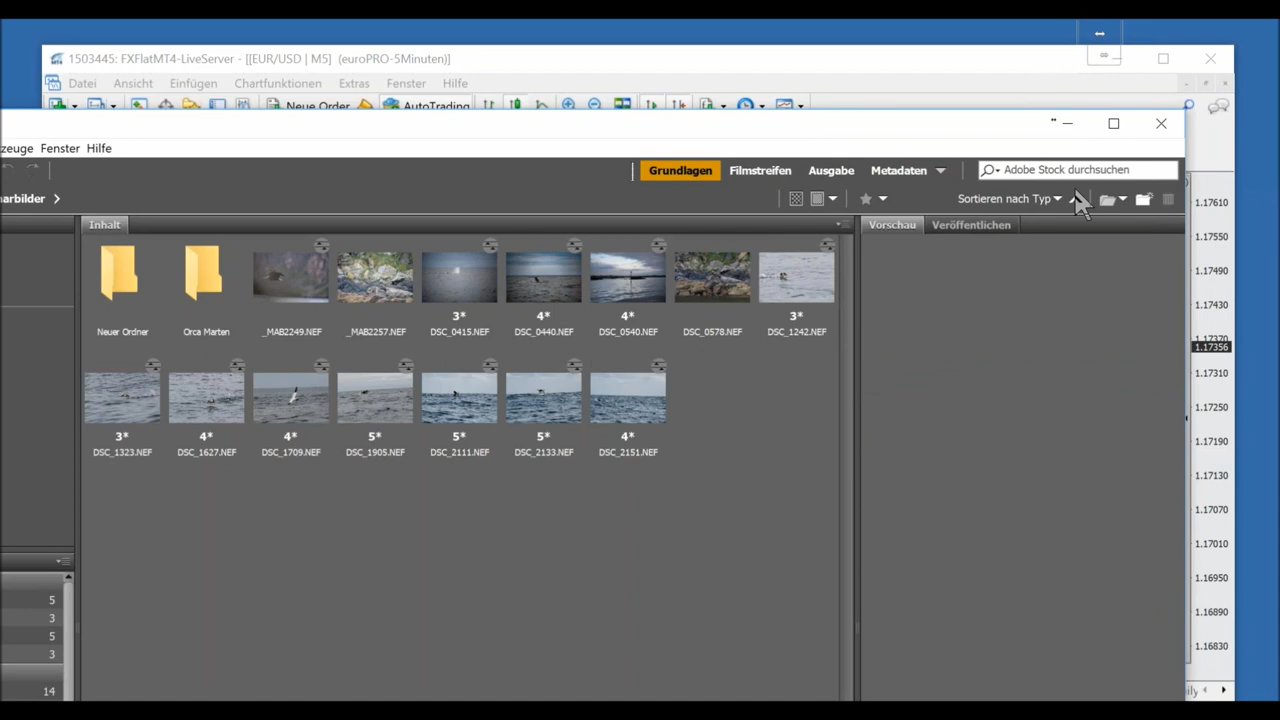 1503445: FXFlatMT4-LiveServer - [[EUR/USD | M5] (euroPRO-5Minuten)]
Datei Ansicht Einfügen Chartfunktionen Extras Fenster Hilfe
Neue Order AutoTrading
zeuge Fenster Hilfe
Grundlagen Filmstreifen Ausgabe Metadaten Adobe Stock durchsuchen
narbilder Sortieren nach Typ
Inhalt Vorschau Veröffentlichen
3* 4* 4* 3*
Neuer Ordner Orca Marten _MAB2249.NEF _MAB2257.NEF DSC_0415.NEF DSC_0440.NEF DSC_0540.NEF DSC_0578.NEF DSC_1242.NEF
3* 4* 4* 5* 5* 5* 4*
DSC_1323.NEF DSC_1627.NEF DSC_1709.NEF DSC_1905.NEF DSC_2111.NEF DSC_2133.NEF DSC_2151.NEF
5
3
5
3
14
1.17610
1.17550
1.17490
1.17430
1.17370
1.17356
1.17310
1.17250
1.17190
1.17130
1.17070
1.17010
1.16950
1.16890
1.16830
ily